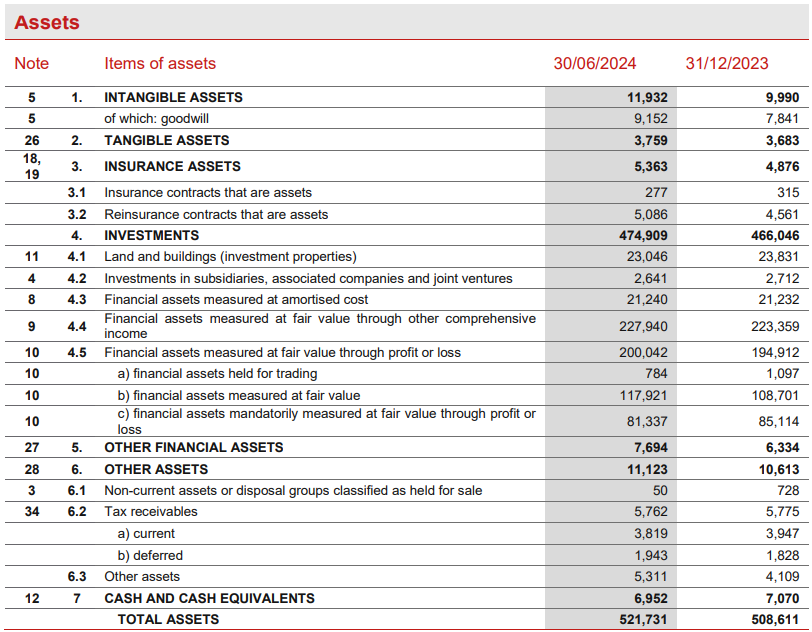 Assets
Note Items of assets 30/06/2024 31/12/2023
5 1. INTANGIBLE ASSETS 11,932 9,990
5 of which: goodwill 9,152 7,841
26 2. TANGIBLE ASSETS 3,759 3,683
18,
19 3. INSURANCE ASSETS 5,363 4,876
3.1 Insurance contracts that are assets 277 315
3.2 Reinsurance contracts that are assets 5,086 4,561
4. INVESTMENTS 474,909 466,046
11 4.1 Land and buildings (investment properties) 23,046 23,831
4 4.2 Investments in subsidiaries, associated companies and joint ventures 2,641 2,712
8 4.3 Financial assets measured at amortised cost 21,240 21,232
9 4.4 Financial assets measured at fair value through other comprehensive
income 227,940 223,359
10 4.5 Financial assets measured at fair value through profit or loss 200,042 194,912
10 a) financial assets held for trading 784 1,097
10 b) financial assets measured at fair value 117,921 108,701
10 c) financial assets mandatorily measured at fair value through profit or
loss 81,337 85,114
27 5. OTHER FINANCIAL ASSETS 7,694 6,334
28 6. OTHER ASSETS 11,123 10,613
3 6.1 Non-current assets or disposal groups classified as held for sale 50 728
34 6.2 Tax receivables 5,762 5,775
a) current 3,819 3,947
b) deferred 1,943 1,828
6.3 Other assets 5,311 4,109
12 7 CASH AND CASH EQUIVALENTS 6,952 7,070
TOTAL ASSETS 521,731 508,611